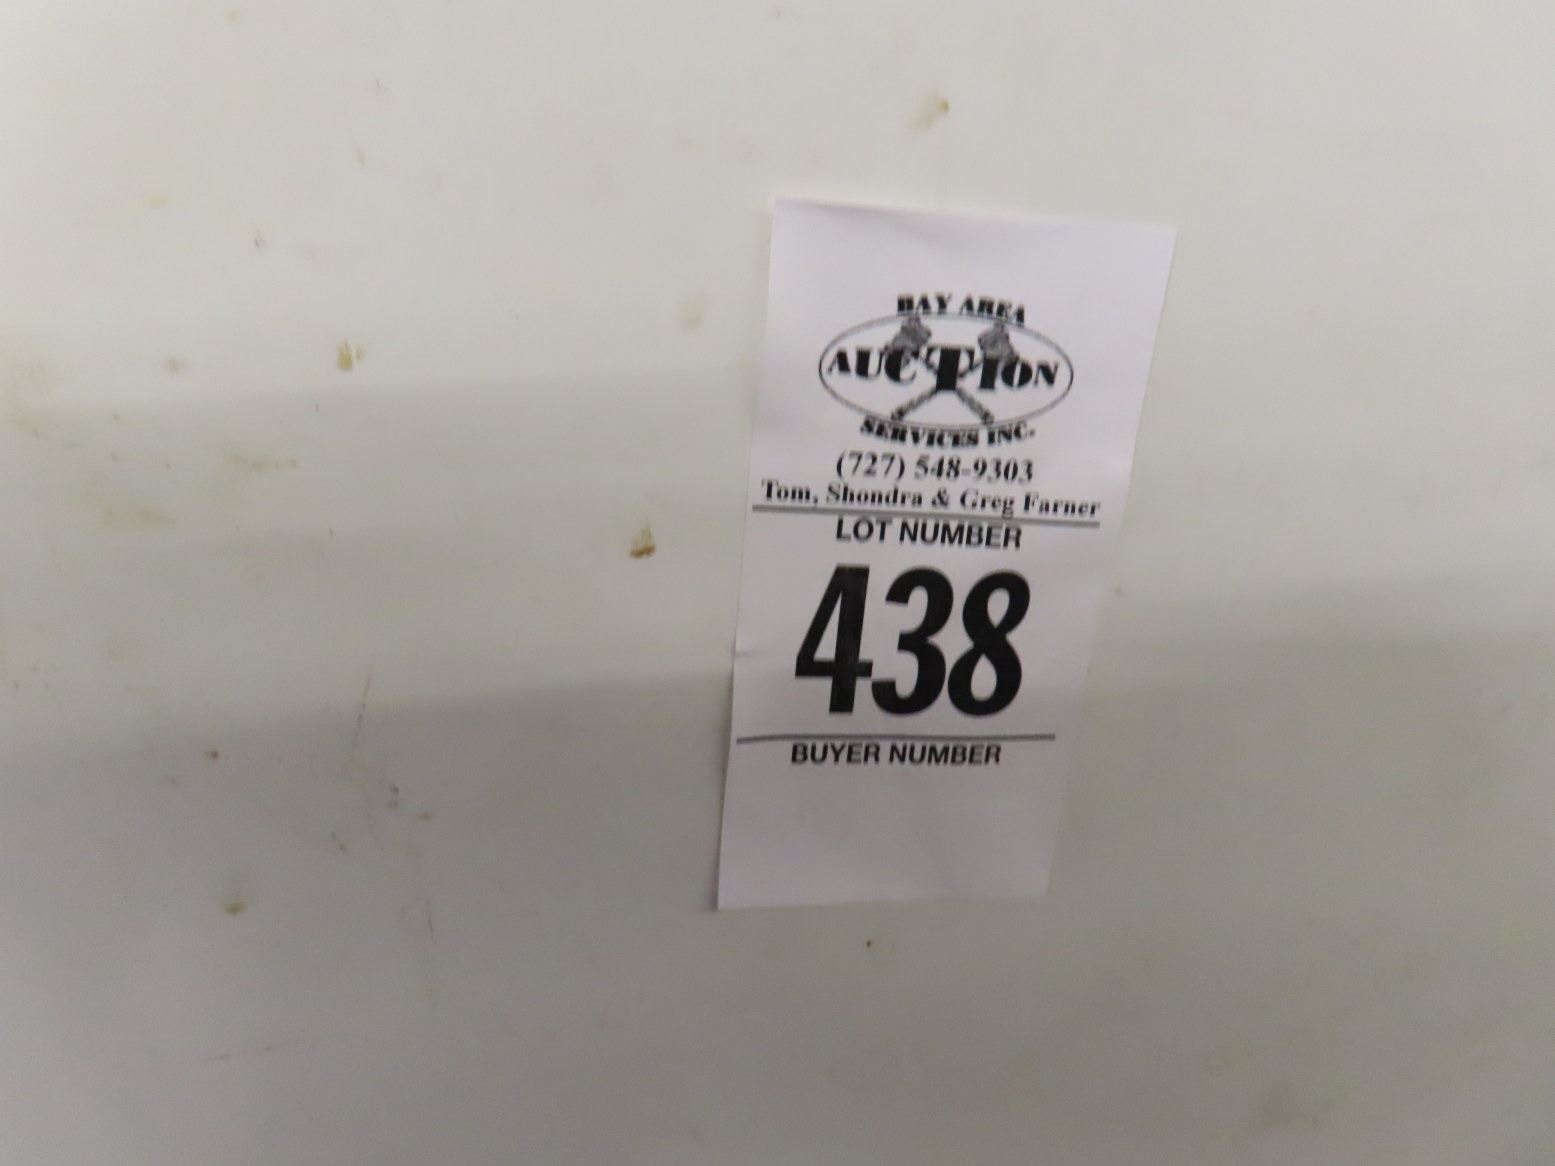 BAY AREA
AUCTION
SERVICES INC.
(727) 548-9303
Tom, Shondra & Greg Farner
LOT NUMBER
438
BUYER NUMBER